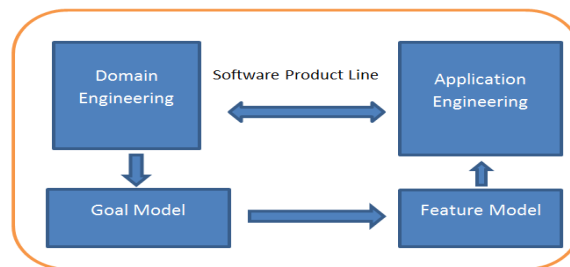 Domain
Engineering
Software Product Line
Application
Engineering
Goal Model
Feature Model